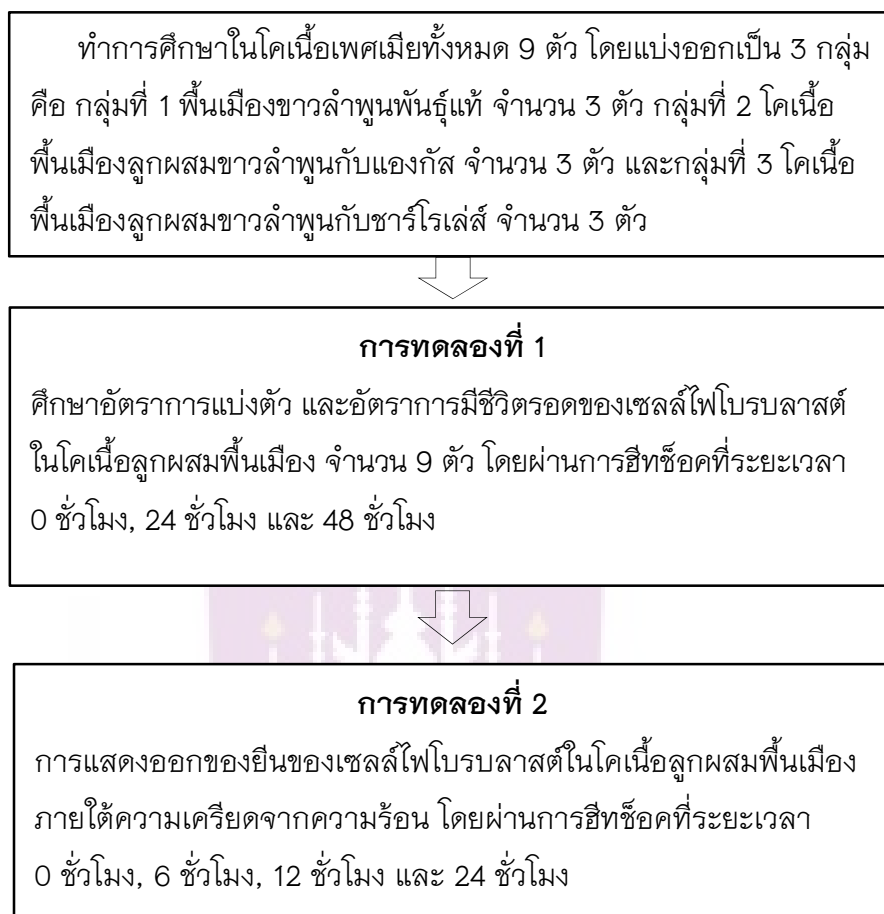 ทำการศึกษาในโคเนื้อเพศเมียทั้งหมด 9 ตัว โดยแบ่งออกเป็น 3 กลุ่ม
คือ กลุ่มที่ 1 พื้นเมืองขาวลำพูนพันธุ์แท้ จำนวน 3 ตัว กลุ่มที่ 2 โคเนื้อ
พื้นเมืองลูกผสมขาวลำพูนกับแองกัส จำนวน 3 ตัว และกลุ่มที่ 3 โคเนื้อ
พื้นเมืองลูกผสมขาวลำพูนกับชาร์โรเล่ส์ จำนวน 3 ตัว
การทดลองที่ 1
ศึกษาอัตราการแบ่งตัว และอัตราการมีชีวิตรอดของเซลล์ไฟโบรบลาสต์
ในโคเนื้อลูกผสมพื้นเมือง จำนวน 9 ตัว โดยผ่านการฮีทช็อคที่ระยะเวลา
0 ชั่วโมง, 24 ชั่วโมง และ 48 ชั่วโมง
การทดลองที่ 2
การแสดงออกของยีนของเซลล์ไฟโบรบลาสต์ในโคเนื้อลูกผสมพื้นเมือง
ภายใต้ความเครียดจากความร้อน โดยผ่านการฮีทช็อคที่ระยะเวลา
0 ชั่วโมง, 6 ชั่วโมง, 12 ชั่วโมง และ 24 ชั่วโมง